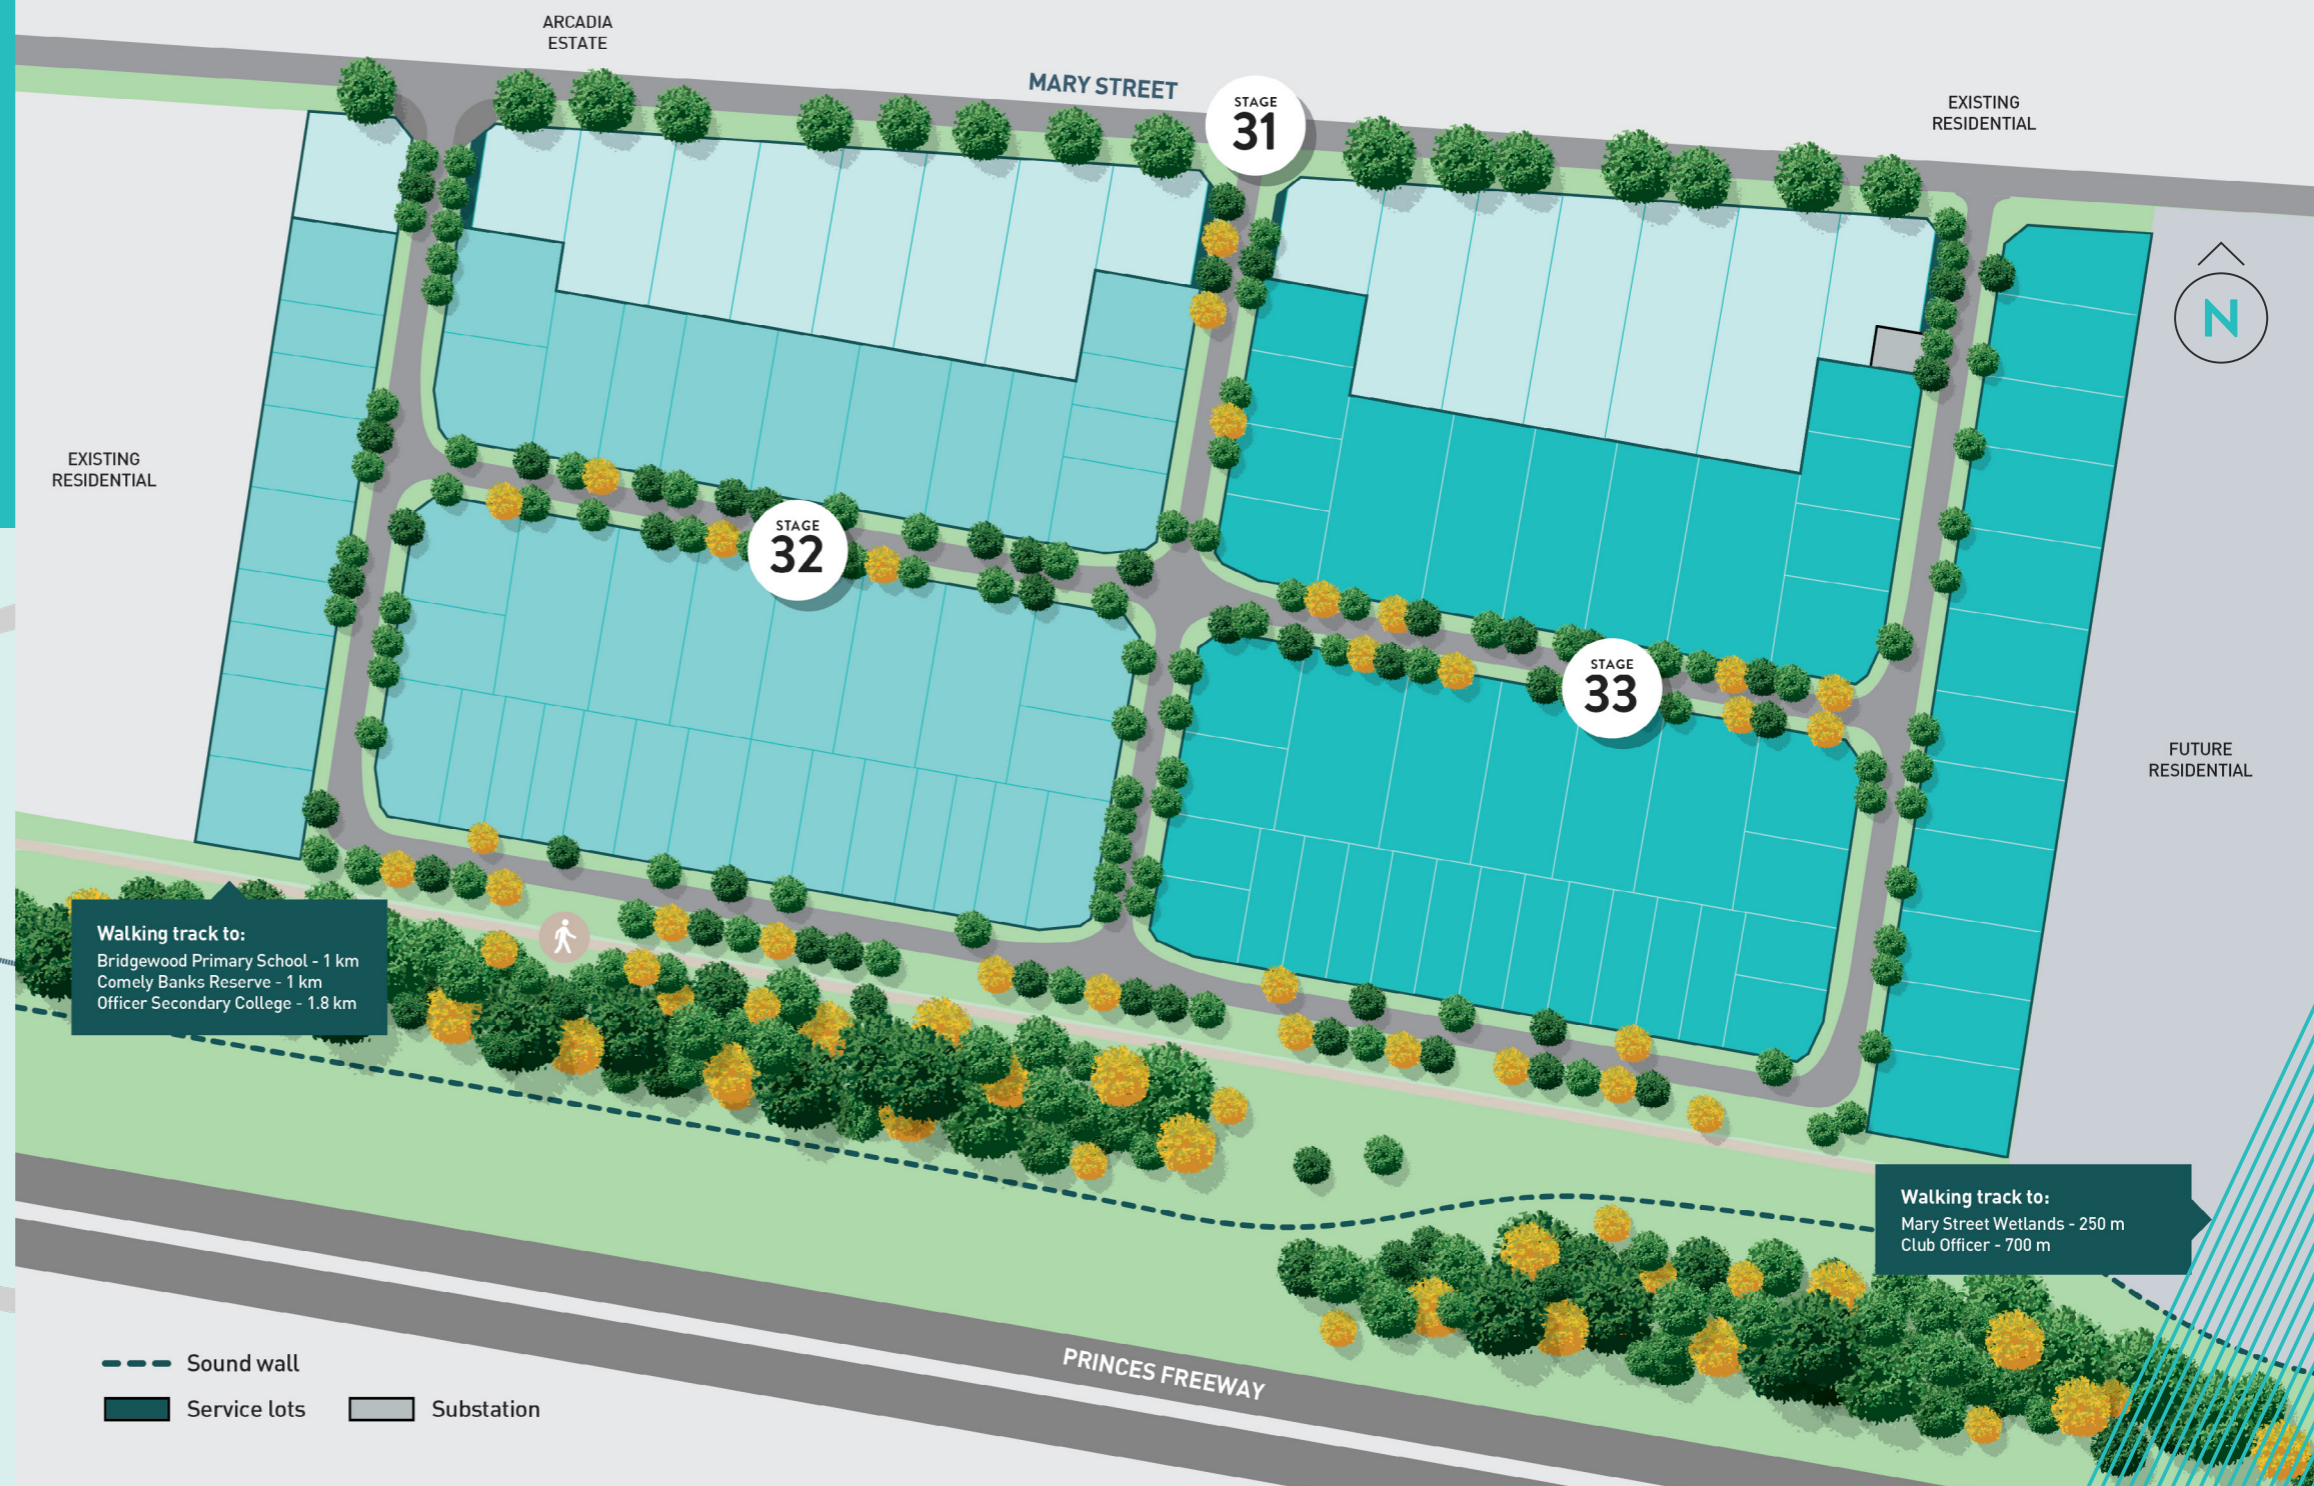 ARCADIA
ESTATE
MARY STREET
STAGE
31
EXISTING
RESIDENTIAL
N
EXISTING
RESIDENTIAL
STAGE
32
STAGE
33
FUTURE
RESIDENTIAL
Walking track to:
Bridgewood Primary School - 1 km
Comely Banks Reserve - 1 km
Officer Secondary College - 1.8 km
Walking track to:
Mary Street Wetlands - 250 m
Club Officer - 700 m
PRINCES FREEWAY
Sound wall
Service lots
Substation